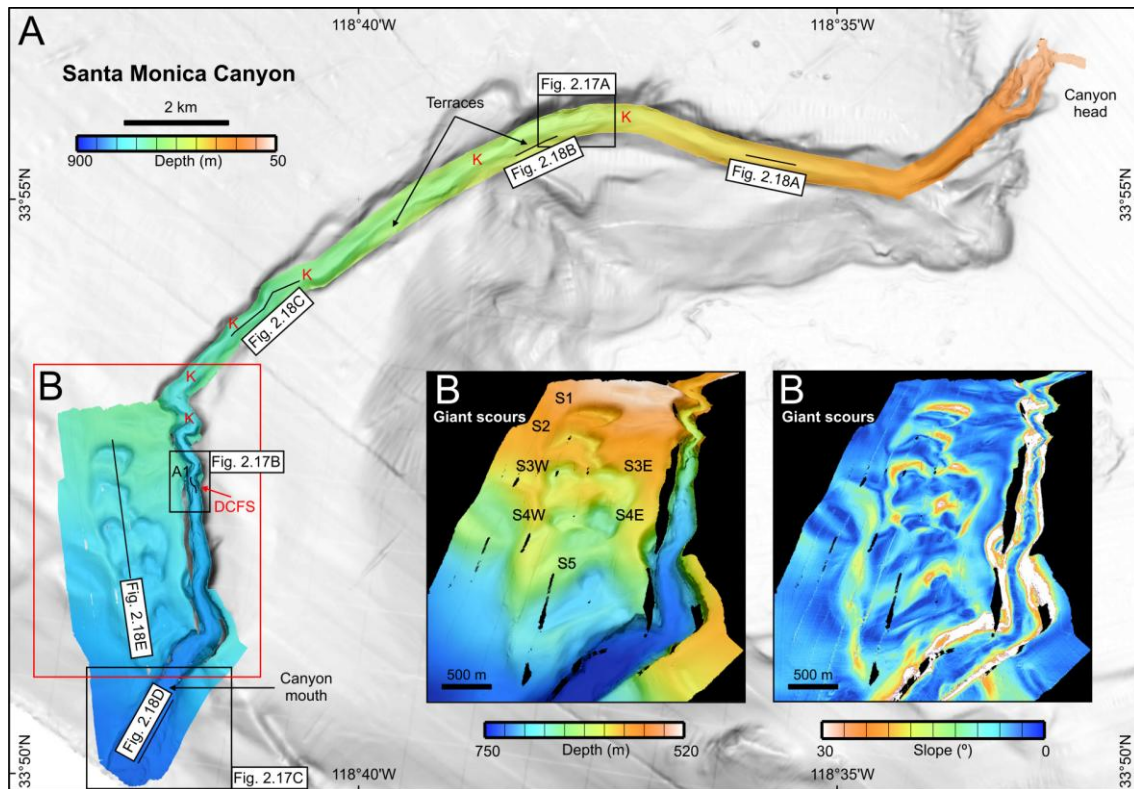 A
118°40'W
118°35'W
Santa Monica Canyon
2 km
900
Depth (m)
50
Terraces
Fig. 2.17A
K
Canyon
head
K
Fig. 2.18B
Fig. 2.18A
33°55'N
33°55'N
K
K
Fig. 2.18C
B
K
K
A1
Fig. 2.17B
DCFS
Fig. 2.18E
Canyon
mouth
Fig. 2.18D
Fig. 2.17C
B
Giant scours
S1
S2
S3W
S3E
S4W
S4E
S5
500 m
750
Depth (m)
520
B
Giant scours
500 m
30
Slope (º)
0
33°50'N
33°50'N
118°40'W
118°35'W